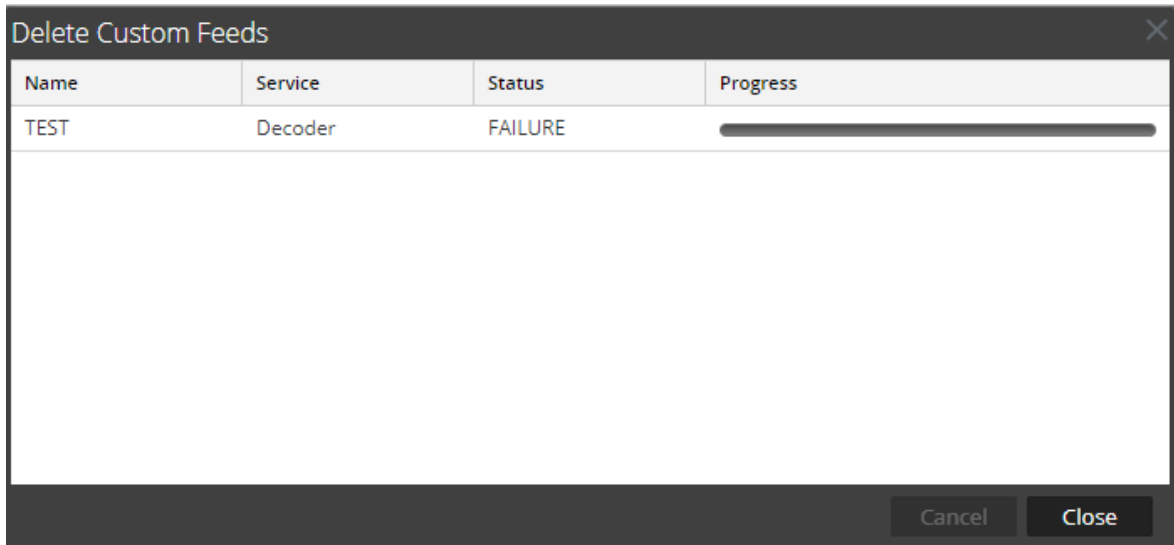 Delete Custom Feeds
Name Service Status Progress
TEST Decoder FAILURE
Cancel Close